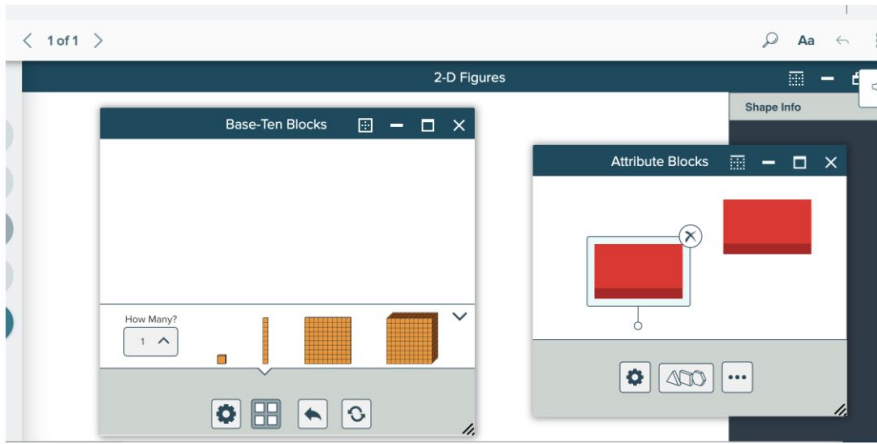 1 of 1
Aa
2-D Figures
Shape Info
Base-Ten Blocks
Attribute Blocks
How Many?
1